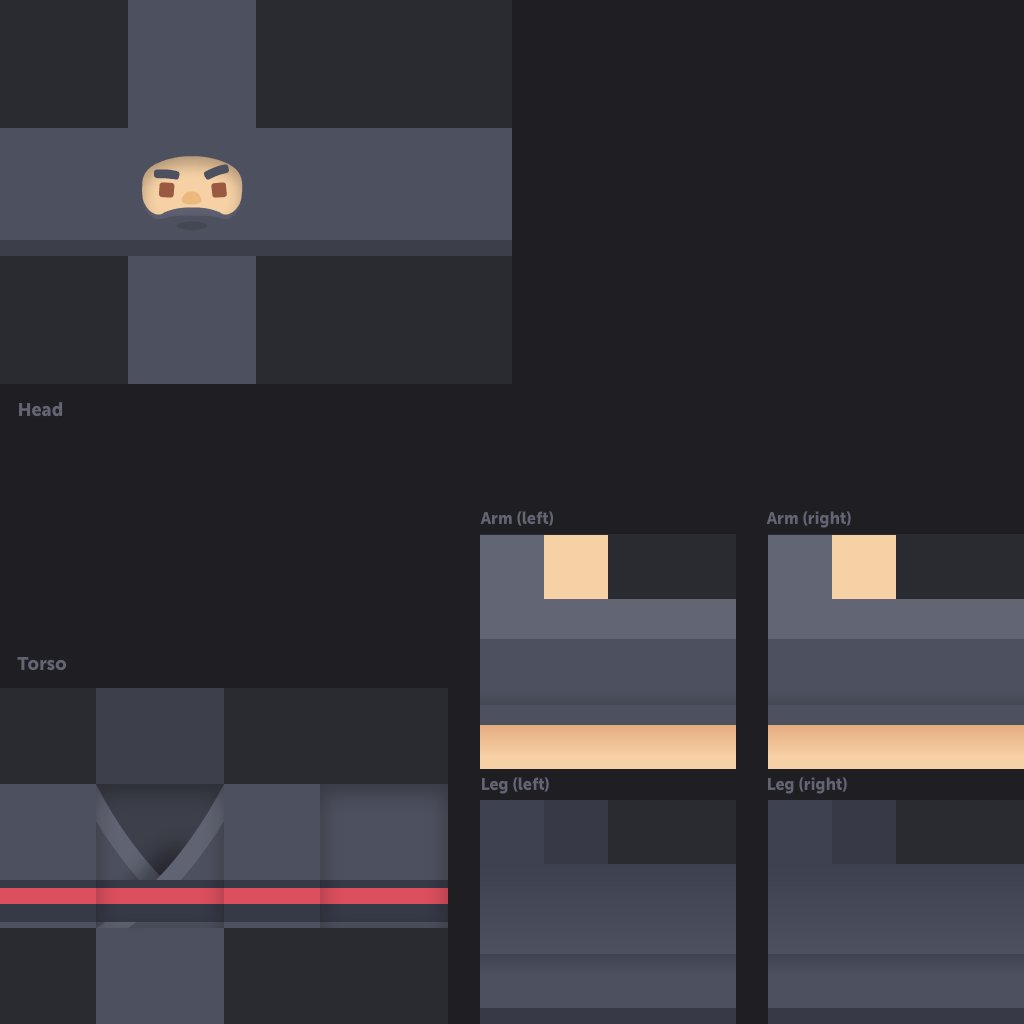 Head
Arm (left)
Arm (right)
Torso
Leg (left)
Leg (right)